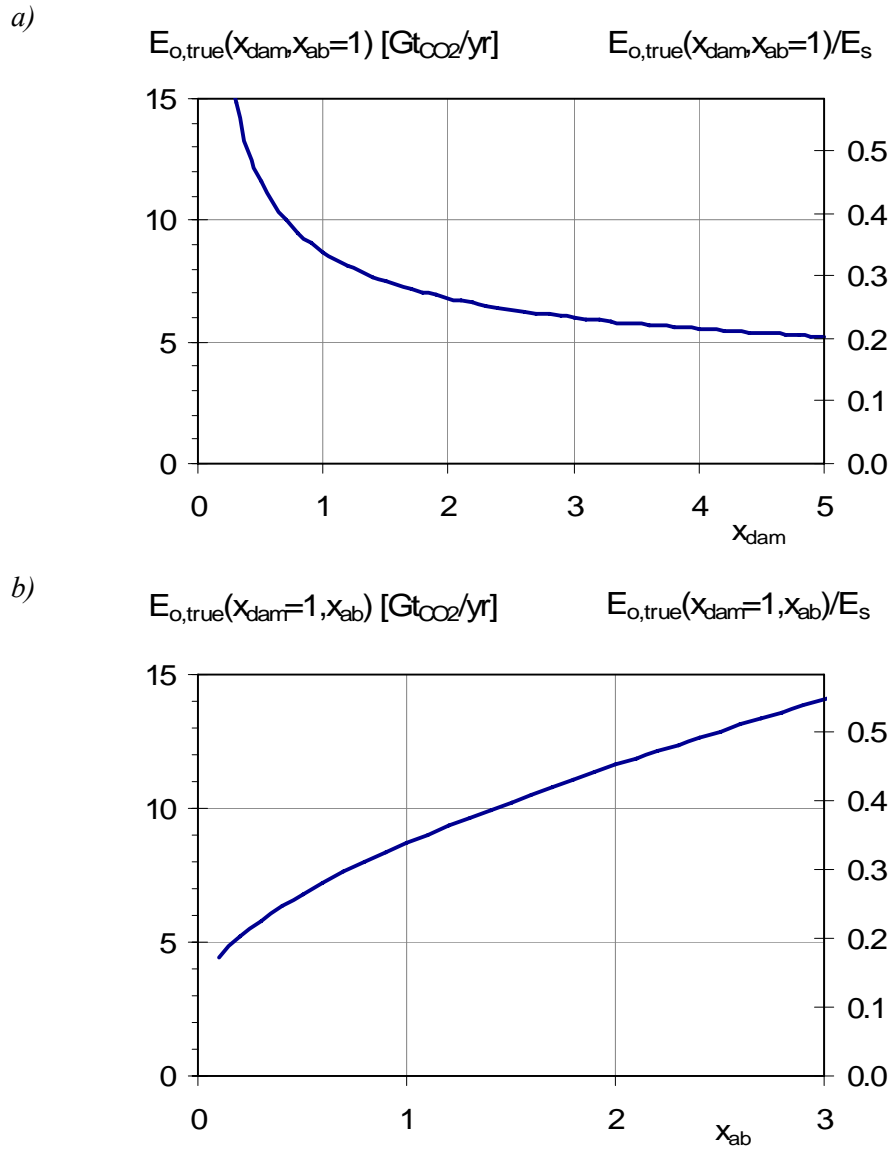 a)
E_o,true(x_dam,x_ab=1) [Gt_CO2/yr] E_o,true(x_dam,x_ab=1)/E_s
15
0.5
10
0.4
0.3
5
0.2
0.1
0
0.0
0 1 2 3 4 5
x_dam
b)
E_o,true(x_dam=1,x_ab) [Gt_CO2/yr] E_o,true(x_dam=1,x_ab)/E_s
15
0.5
10
0.4
0.3
5
0.2
0.1
0
0.0
0 1 2 3
x_ab